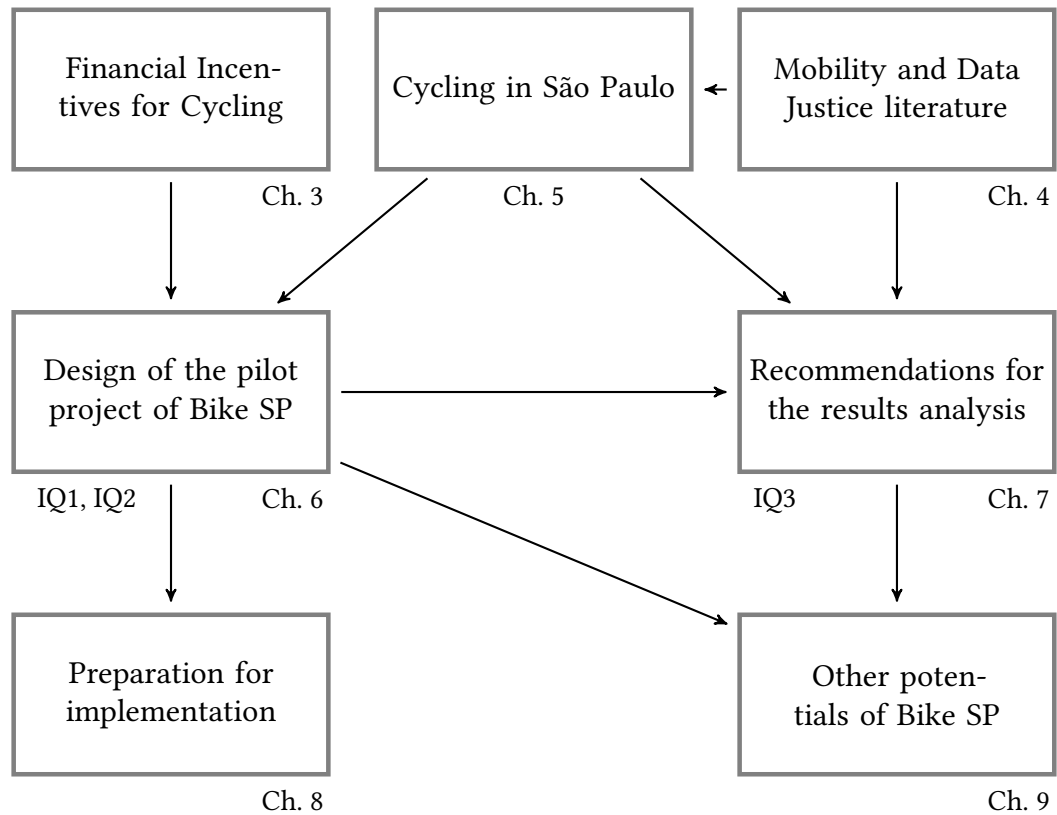 Financial Incen-
tives for Cycling
Ch. 3
Cycling in São Paulo
Ch. 5
Mobility and Data
Justice literature
Ch. 4
Design of the pilot
project of Bike SP
IQ1, IQ2
Ch. 6
Recommendations for
the results analysis
IQ3
Ch. 7
Preparation for
implementation
Ch. 8
Other poten-
tials of Bike SP
Ch. 9